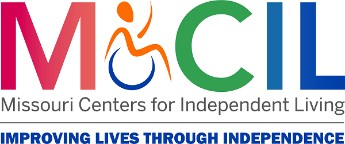 MOCIL
Missouri Centers for Independent Living
IMPROVING LIVES THROUGH INDEPENDENCE